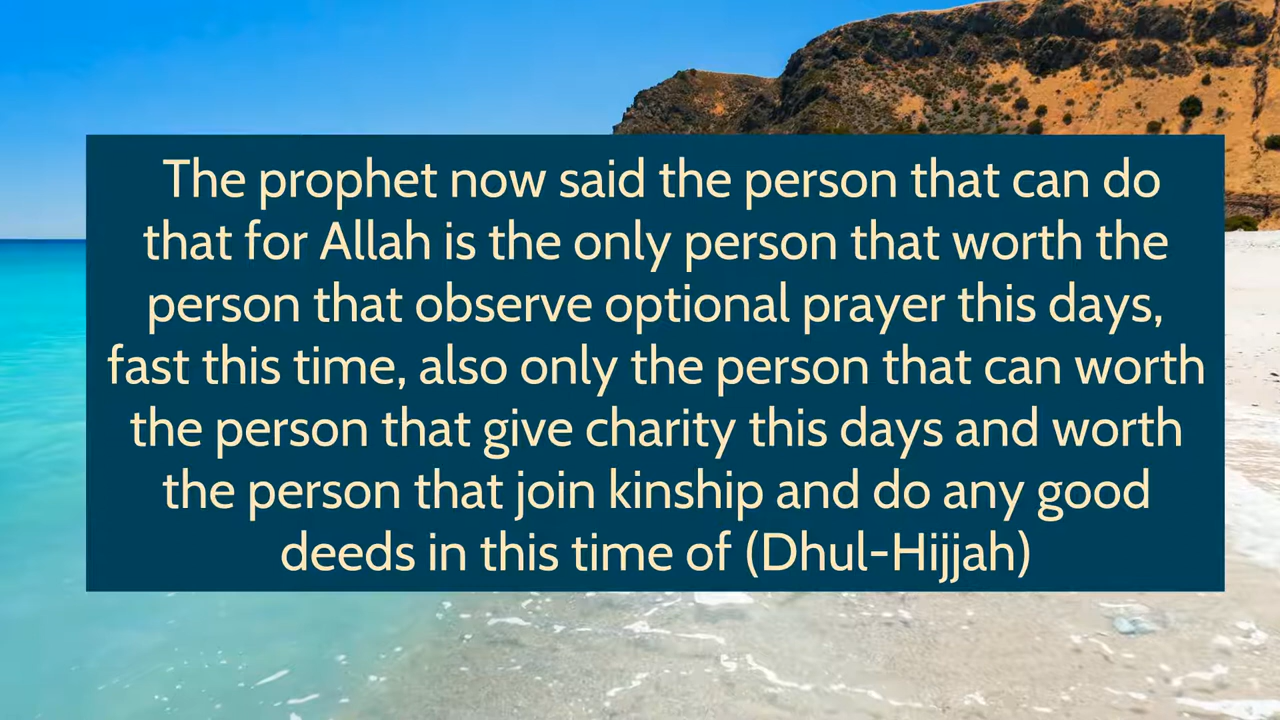 The prophet now said the person that can do
that for Allah is the only person that worth the
person that observe optional prayer this days,
fast this time, also only the person that can worth
the person that give charity this days and worth
the person that join kinship and do any good
deeds in this time of (Dhul-Hijjah)